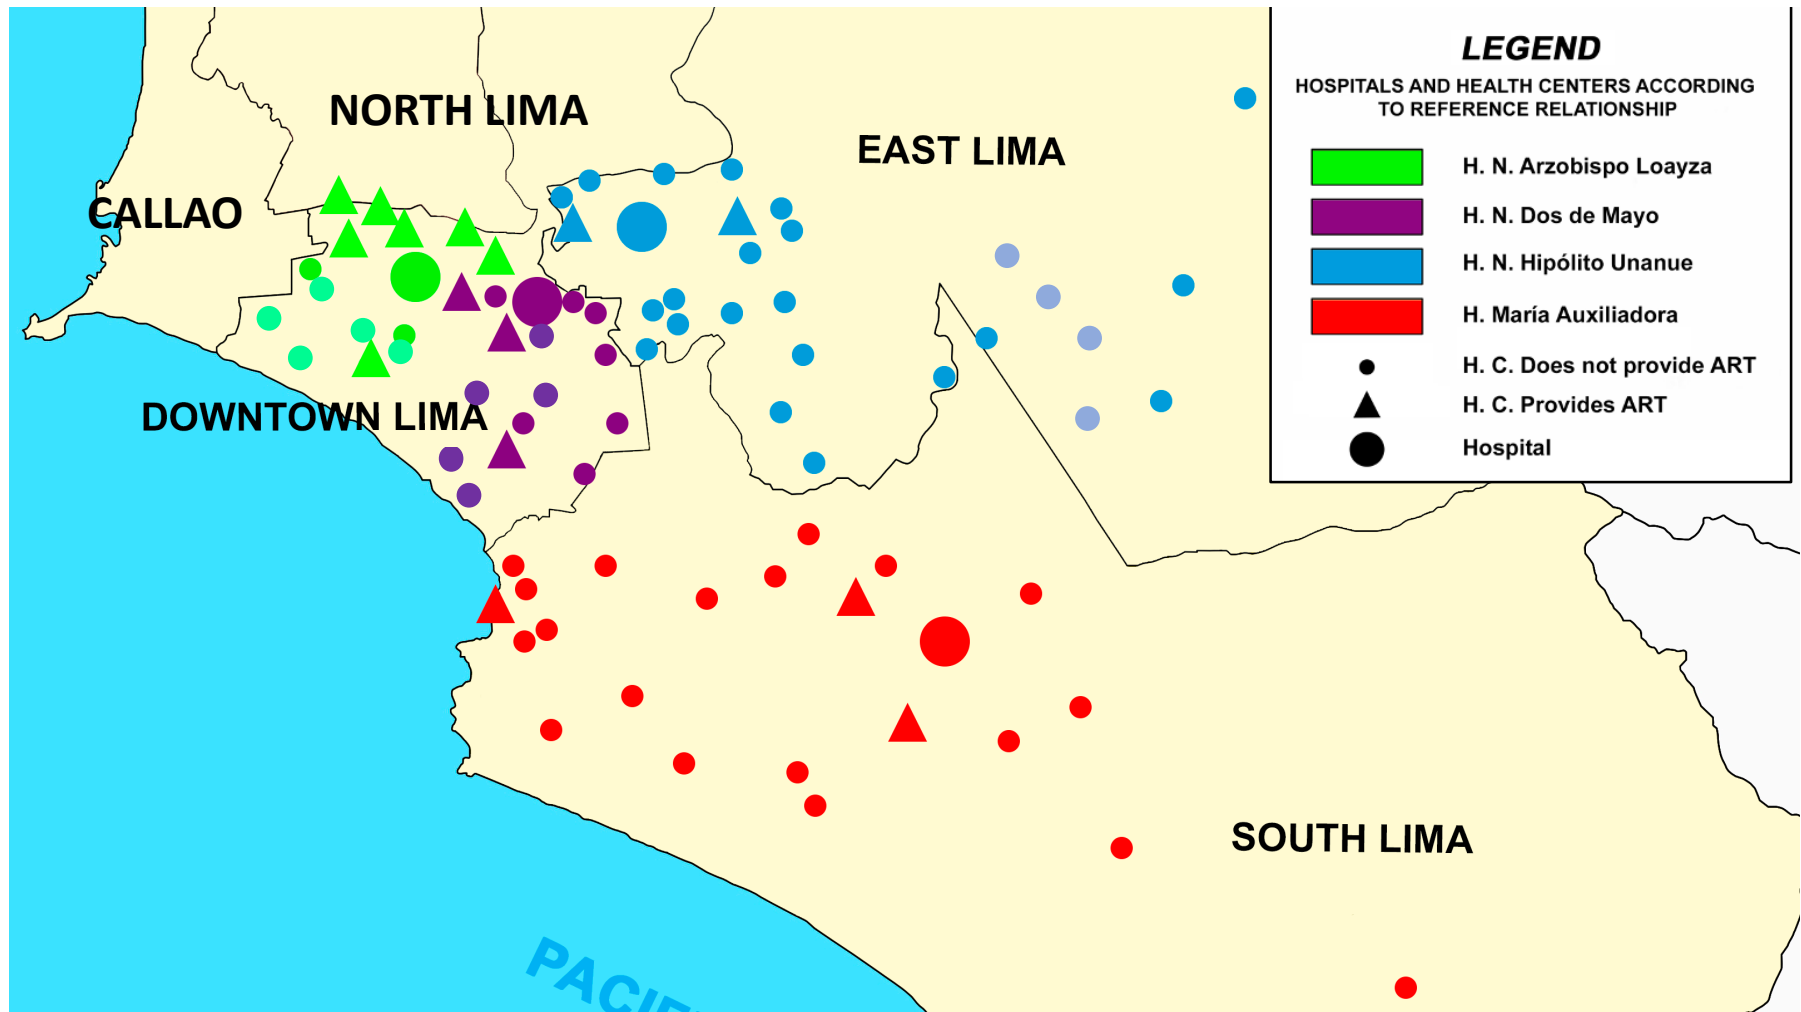 NORTH LIMA
EAST LIMA
CALLAO
DOWNTOWN LIMA
SOUTH LIMA
LEGEND
HOSPITALS AND HEALTH CENTERS ACCORDING
TO REFERENCE RELATIONSHIP
H. N. Arzobispo Loayza
H. N. Dos de Mayo
H. N. Hipólito Unanue
H. María Auxiliadora
H. C. Does not provide ART
H. C. Provides ART
Hospital